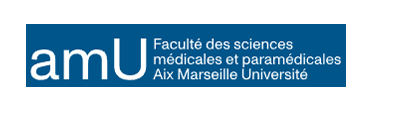 amU
Faculté des sciences
médicales et paramédicales
Aix Marseille Université